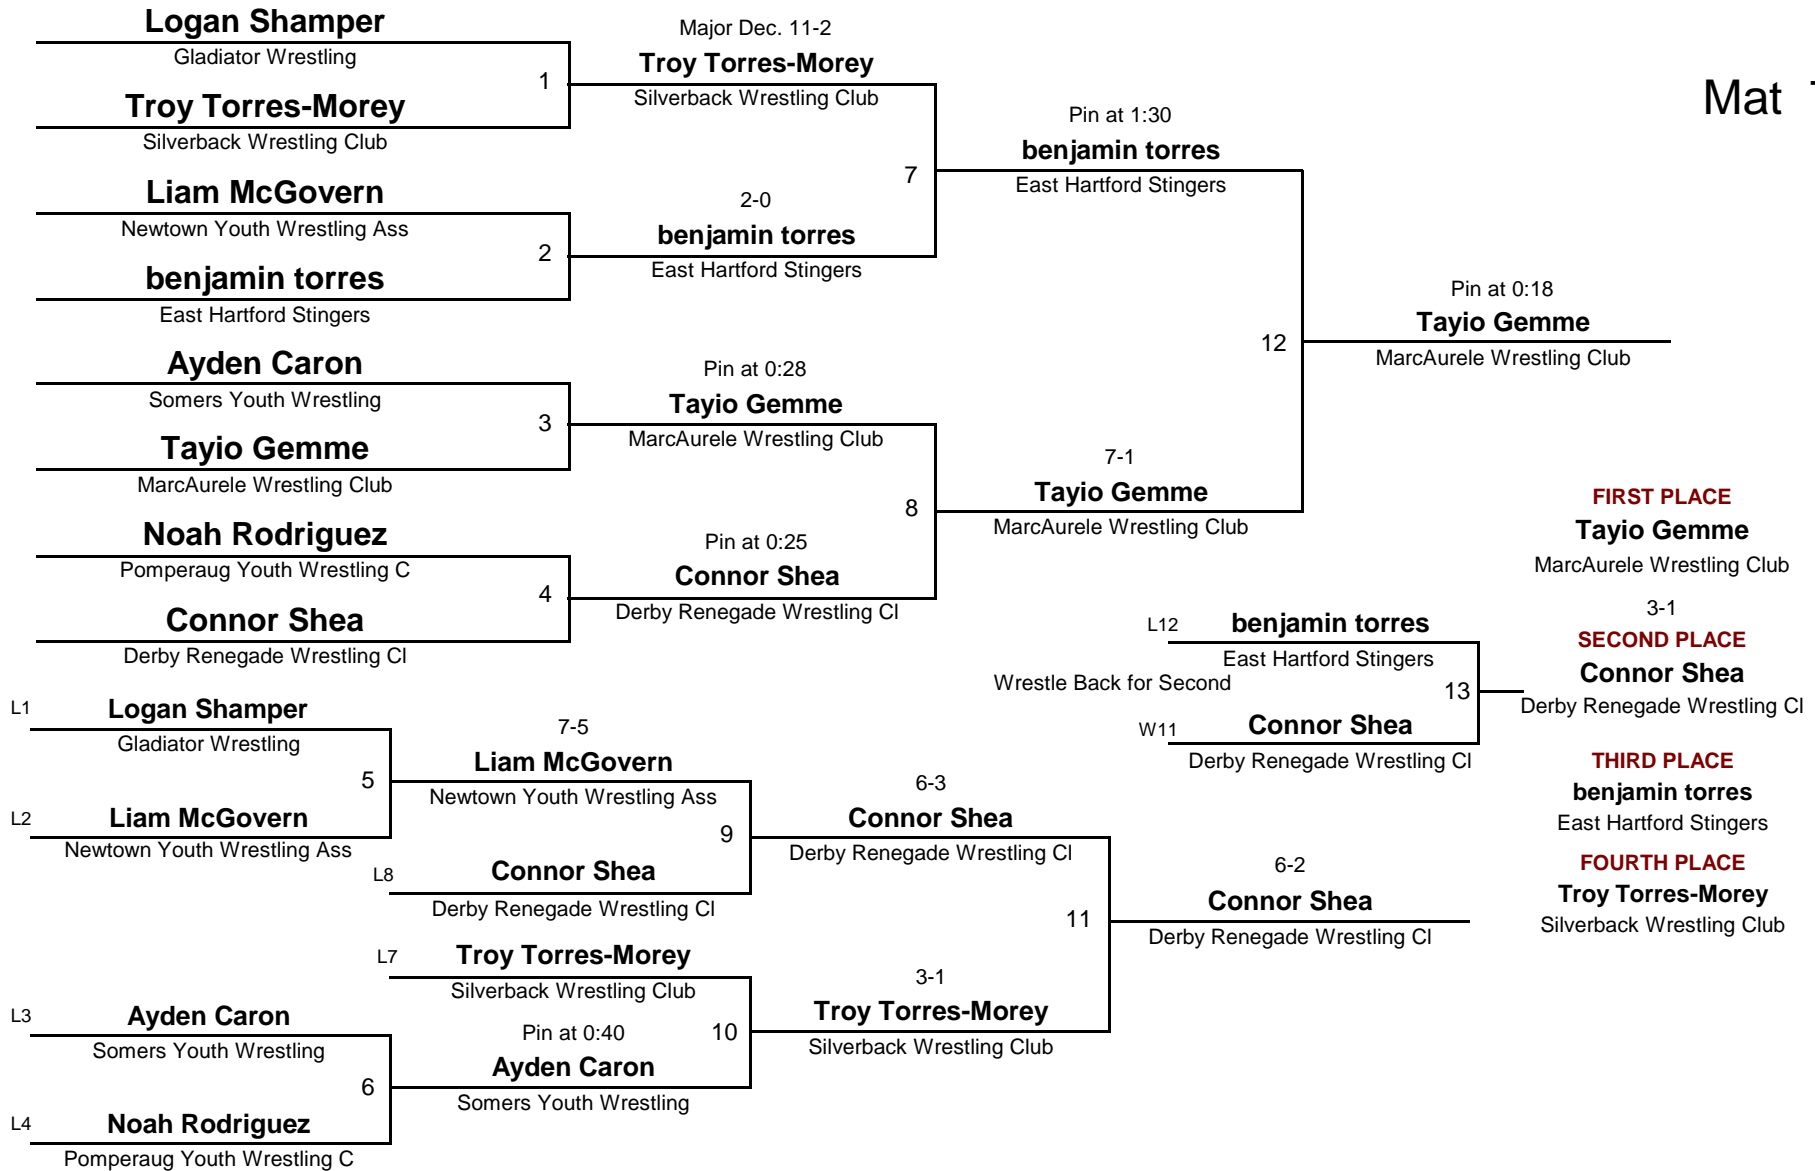 Logan Shamper
Gladiator Wrestling
1
Troy Torres-Morey
Silverback Wrestling Club
Major Dec. 11-2
Troy Torres-Morey
Silverback Wrestling Club
Mat
Liam McGovern
Newtown Youth Wrestling Ass
2
benjamin torres
East Hartford Stingers
2-0
benjamin torres
East Hartford Stingers
7
Pin at 1:30
benjamin torres
East Hartford Stingers
Ayden Caron
Somers Youth Wrestling
3
Tayio Gemme
MarcAurele Wrestling Club
Pin at 0:28
Tayio Gemme
MarcAurele Wrestling Club
Noah Rodriguez
Pomperaug Youth Wrestling C
4
Connor Shea
Derby Renegade Wrestling Cl
Pin at 0:25
Connor Shea
Derby Renegade Wrestling Cl
8
7-1
Tayio Gemme
MarcAurele Wrestling Club
12
Pin at 0:18
Tayio Gemme
MarcAurele Wrestling Club
L1
Logan Shamper
Gladiator Wrestling
5
L2
Liam McGovern
Newtown Youth Wrestling Ass
7-5
Liam McGovern
Newtown Youth Wrestling Ass
9
L8
Connor Shea
Derby Renegade Wrestling Cl
6-3
Connor Shea
Derby Renegade Wrestling Cl
L7
Troy Torres-Morey
Silverback Wrestling Club
10
L3
Ayden Caron
Somers Youth Wrestling
6
L4
Noah Rodriguez
Pomperaug Youth Wrestling C
Pin at 0:40
Ayden Caron
Somers Youth Wrestling
3-1
Troy Torres-Morey
Silverback Wrestling Club
11
6-2
Connor Shea
Derby Renegade Wrestling Cl
L12
benjamin torres
East Hartford Stingers
Wrestle Back for Second
13
W11
Connor Shea
Derby Renegade Wrestling Cl
FIRST PLACE
Tayio Gemme
MarcAurele Wrestling Club
3-1
SECOND PLACE
Connor Shea
Derby Renegade Wrestling Cl
THIRD PLACE
benjamin torres
East Hartford Stingers
FOURTH PLACE
Troy Torres-Morey
Silverback Wrestling Club